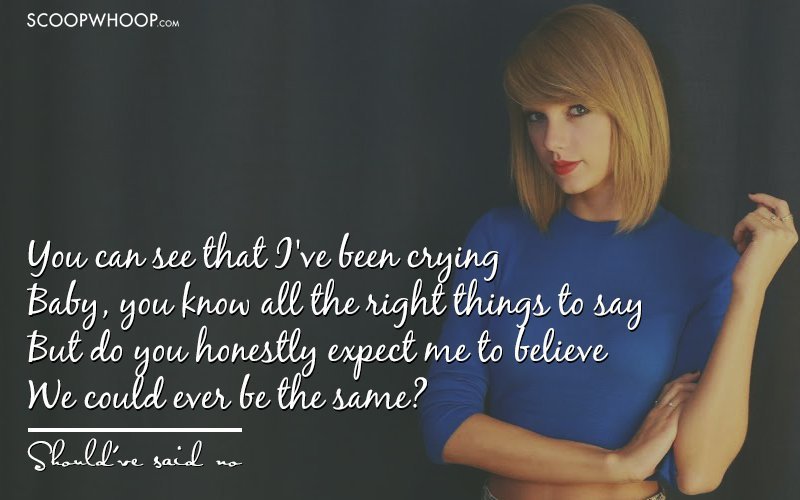 SCOOPWHOOP.COM
You can see that I've been crying
Baby, you know all the right things to say
But do you honestly expect me to believe
We could ever be the same?
Should've said no